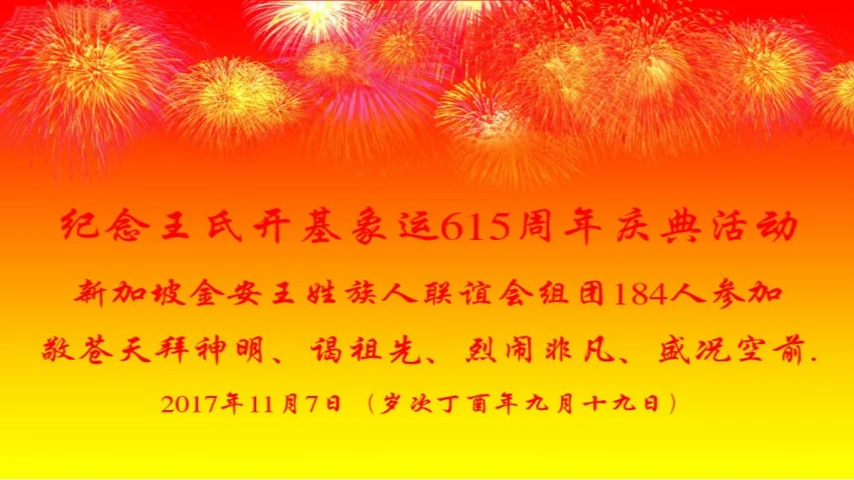 纪念王氏开基象运615周年庆典活动
新加坡金安王姓族人联谊会组团184人参加
敬苍天拜神明、谒祖先、烈闹非凡、盛况空前.
2017年11月7日（岁次丁酉年九月十九日）